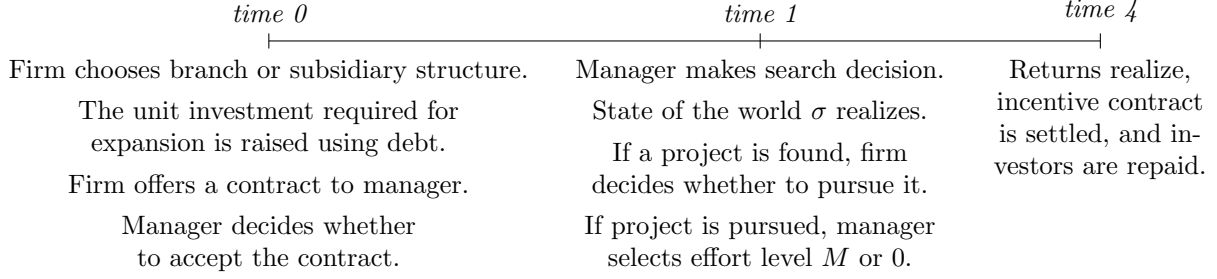 time 0
time 1
time 4
Firm chooses branch or subsidiary structure.
The unit investment required for
expansion is raised using debt.
Firm offers a contract to manager.
Manager decides whether
to accept the contract.
Manager makes search decision.
State of the world σ realizes.
If a project is found, firm
decides whether to pursue it.
If project is pursued, manager
selects effort level M or 0.
Returns realize,
incentive contract
is settled, and in-
vestors are repaid.